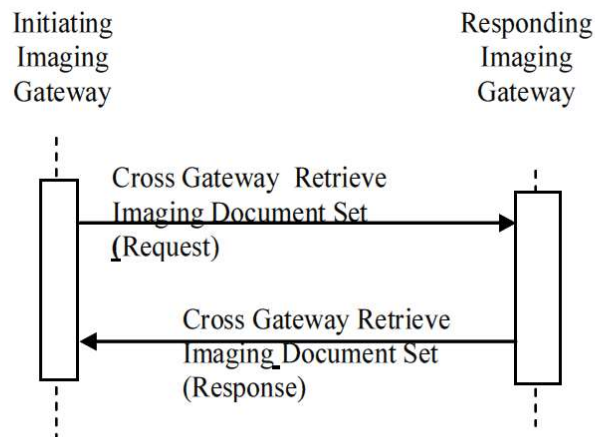 Initiating
Imaging
Gateway
Responding
Imaging
Gateway
Cross Gateway Retrieve
Imaging Document Set
(Request)
Cross Gateway Retrieve
Imaging Document Set
(Response)